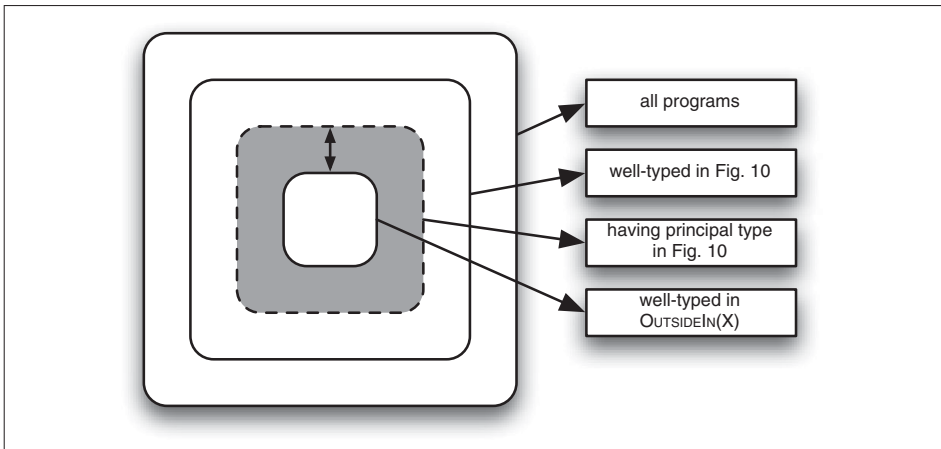 all programs
well-typed in Fig. 10
having principal type
in Fig. 10
well-typed in
OUTSIDEIN(X)